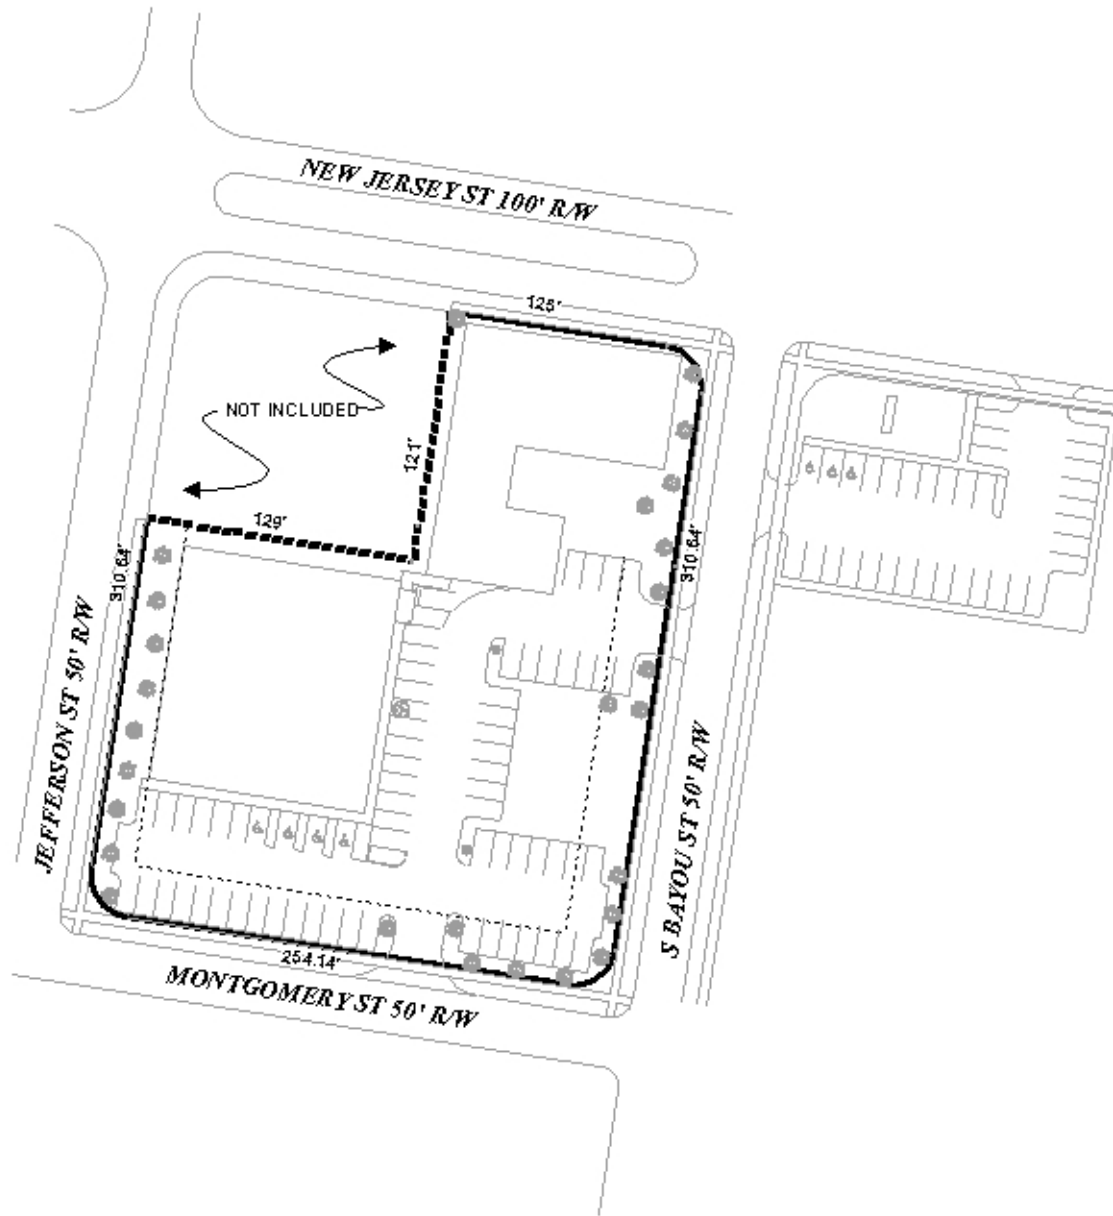 NEW JERSEY ST 100' R/W
125'
NOT INCLUDED
121'
129'
310.64'
310.64'
JEFFERSON ST 50' R/W
S BAYOU ST 50' R/W
254.14'
MONTGOMERY ST 50' R/W